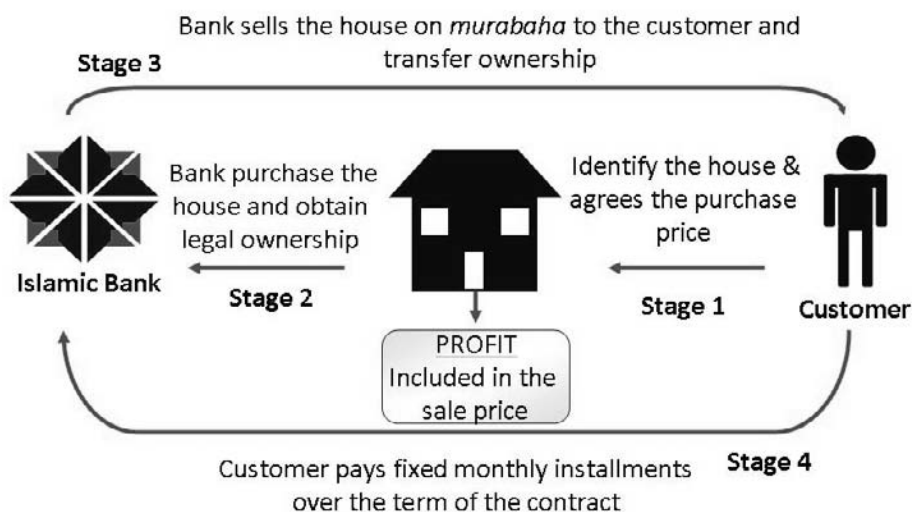 Bank sells the house on murabaha to the customer and
transfer ownership
Stage 3
Bank purchase the
house and obtain
legal ownership
Stage 2
Islamic Bank
Identify the house &
agrees the purchase
price
Stage 1
Customer
PROFIT
Included in the
sale price
Stage 4
Customer pays fixed monthly installments
over the term of the contract